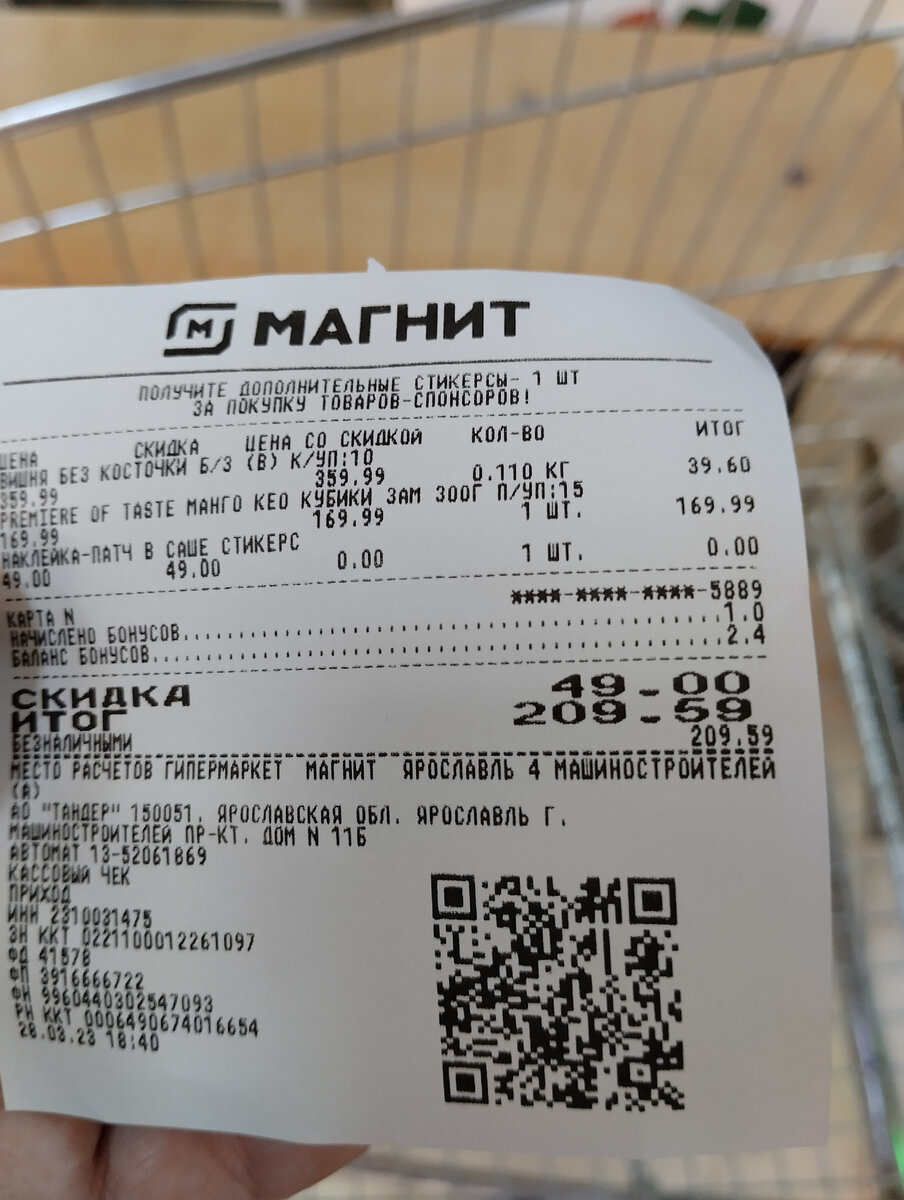 М МАГНИТ
ПОЛУЧИТЕ ДОПОЛНИТЕЛЬНЫЕ СТИКЕРСЫ- 1 ШТ
ЗА ПОКУПКУ ТОВАРОВ-СПОНСОРОВ!
ЦЕНА СКИДКА ЦЕНА СО СКИДКОЙ КОЛ-ВО ИТОГ
ВИШНЯ БЕЗ КОСТОЧКИ Б/З (В) К/УП:10
359.99 359.99 0.110 КГ 39.60
PREMIERE OF TASTE МАНГО КЕО КУБИКИ ЗАМ 300Г П/УП:15
169.99 169.99 1 ШТ. 169.99
НАКЛЕЙКА-ПАТЧ В САШЕ СТИКЕРС
49.00 49.00 0.00 1 ШТ. 0.00
КАРТА N ****-****-****-5889
НАЧИСЛЕНО БОНУСОВ 1.0
БАЛАНС БОНУСОВ 2.4
СКИДКА 49.00
ИТОГ 209.59
БЕЗНАЛИЧНЫМИ 209.59
МЕСТО РАСЧЕТОВ ГИПЕРМАРКЕТ МАГНИТ ЯРОСЛАВЛЬ 4 МАШИНОСТРОИТЕЛЕЙ
(А)
АО "ТАНДЕР" 150051, ЯРОСЛАВСКАЯ ОБЛ. ЯРОСЛАВЛЬ Г.
МАШИНОСТРОИТЕЛЕЙ ПР-КТ. ДОМ N 11Б
АВТОМАТ 13-52061869
КАССОВЫЙ ЧЕК
ПРИХОД
ИНН 2310031475
ЗН ККТ 0221100012261097
ФД 41578
ФП 3916666722
ФН 9960440302547093
РН ККТ 0006490674016654
28.03.23 18:40